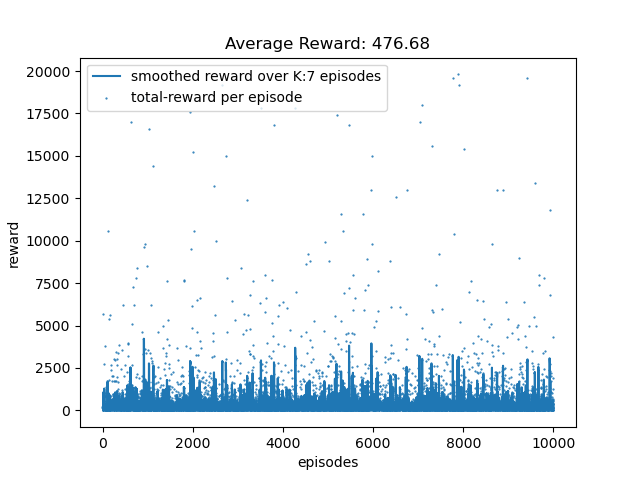 Average Reward: 476.68
smoothed reward over K:7 episodes
total-reward per episode
20000
17500
15000
12500
10000
7500
5000
2500
0
reward
0 2000 4000 6000 8000 10000
episodes